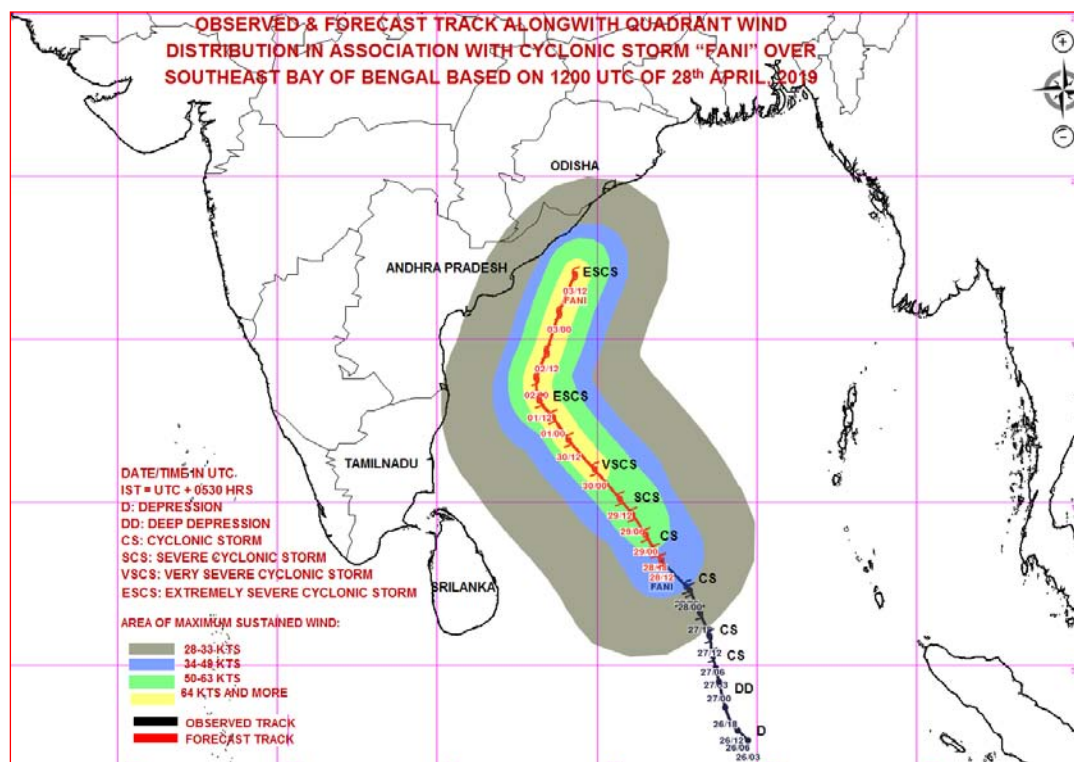 OBSERVED & FORECAST TRACK ALONGWITH QUADRANT WIND
DISTRIBUTION IN ASSOCIATION WITH CYCLONIC STORM “FANI” OVER
SOUTHEAST BAY OF BENGAL BASED ON 1200 UTC OF 28th APRIL, 2019
ODISHA
ANDHRA PRADESH
ESCS
03/12
FANI
03/00
02/12
02/00
ESCS
01/12
01/00
30/12
VSCS
30/00
SCS
29/12
29/06
CS
29/00
28/18
28/12
FANI
CS
28/00
27/18
CS
27/12
CS
27/06
27/03
DD
27/00
26/18
D
26/12
26/06
26/03
TAMILNADU
SRILANKA
DATE/TIME IN UTC.
IST = UTC + 0530 HRS
D: DEPRESSION
DD: DEEP DEPRESSION
CS: CYCLONIC STORM
SCS: SEVERE CYCLONIC STORM
VSCS: VERY SEVERE CYCLONIC STORM
ESCS: EXTREMELY SEVERE CYCLONIC STORM
AREA OF MAXIMUM SUSTAINED WIND:
28-33 KTS
34-49 KTS
50-63 KTS
64 KTS AND MORE
OBSERVED TRACK
FORECAST TRACK